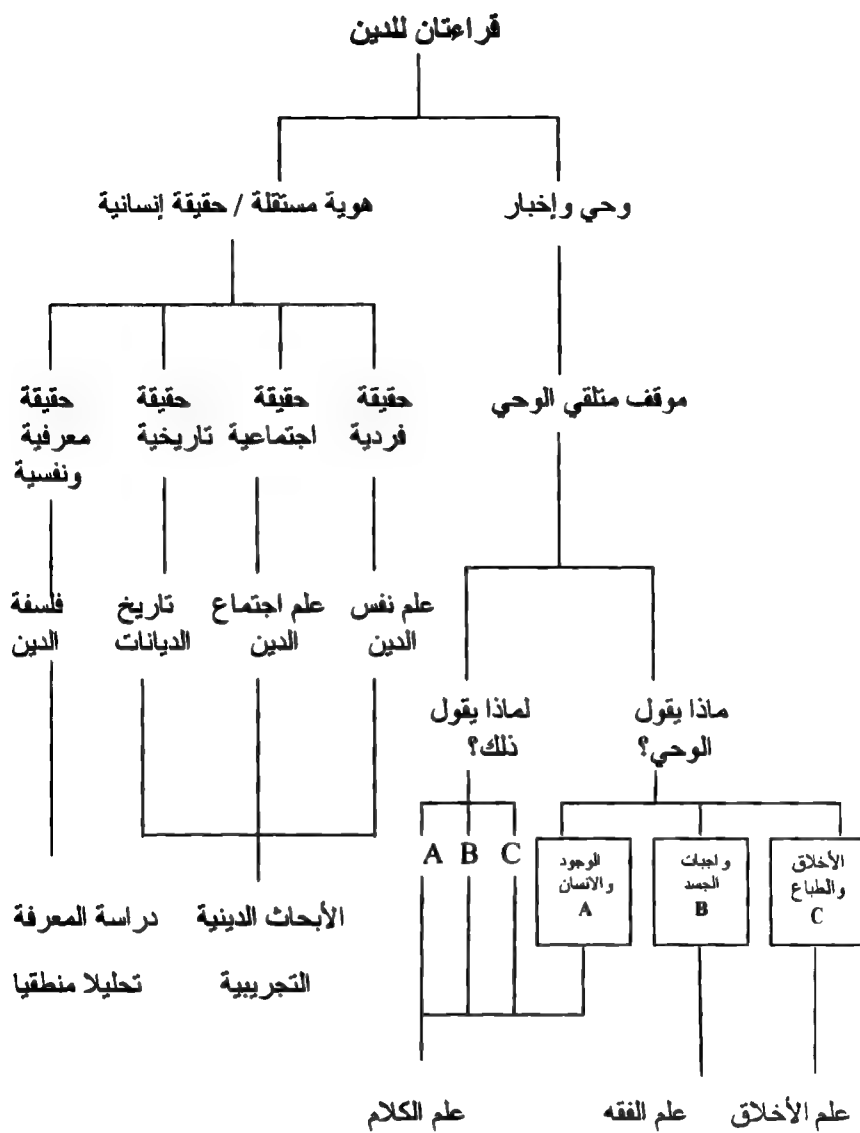 قراءتان للدين
وحي وإخبار
هوية مستقلة / حقيقة إنسانية
موقف متلقي الوحي
حقيقة
فردية
حقيقة
اجتماعية
حقيقة
تاريخية
حقيقة
معرفية
ونفسية
علم نفس
الدين
علم اجتماع
الدين
تاريخ
الديانات
فلسفة
الدين
ماذا يقول
الوحي؟
لماذا يقول
ذلك؟
الأخلاق
والطباع
C
واجبات
الجسد
B
الوجود
والانسان
A
A B C
الأبحاث الدينية
التجريبية
دراسة المعرفة
تحليلا منطقيا
علم الأخلاق
علم الفقه
علم الكلام